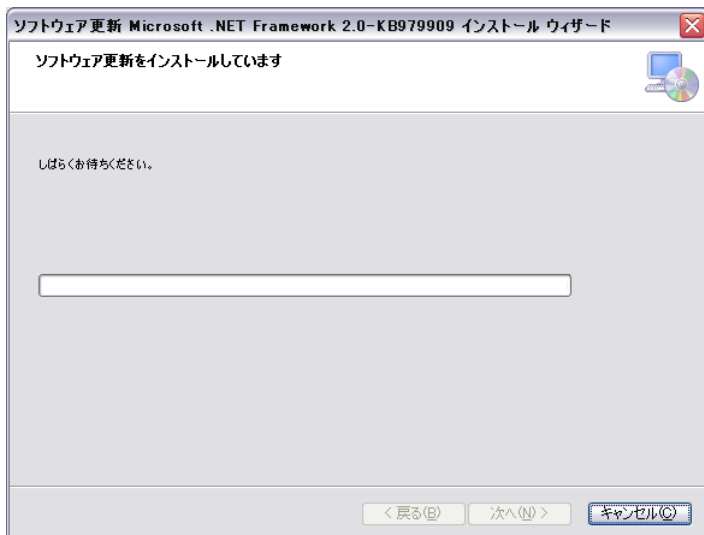 ソフトウェア更新 Microsoft .NET Framework 2.0-KB979909 インストール ウィザード
ソフトウェア更新をインストールしています
しばらくお待ちください。
< 戻る(B)
次へ(N) >
キャンセル(C)